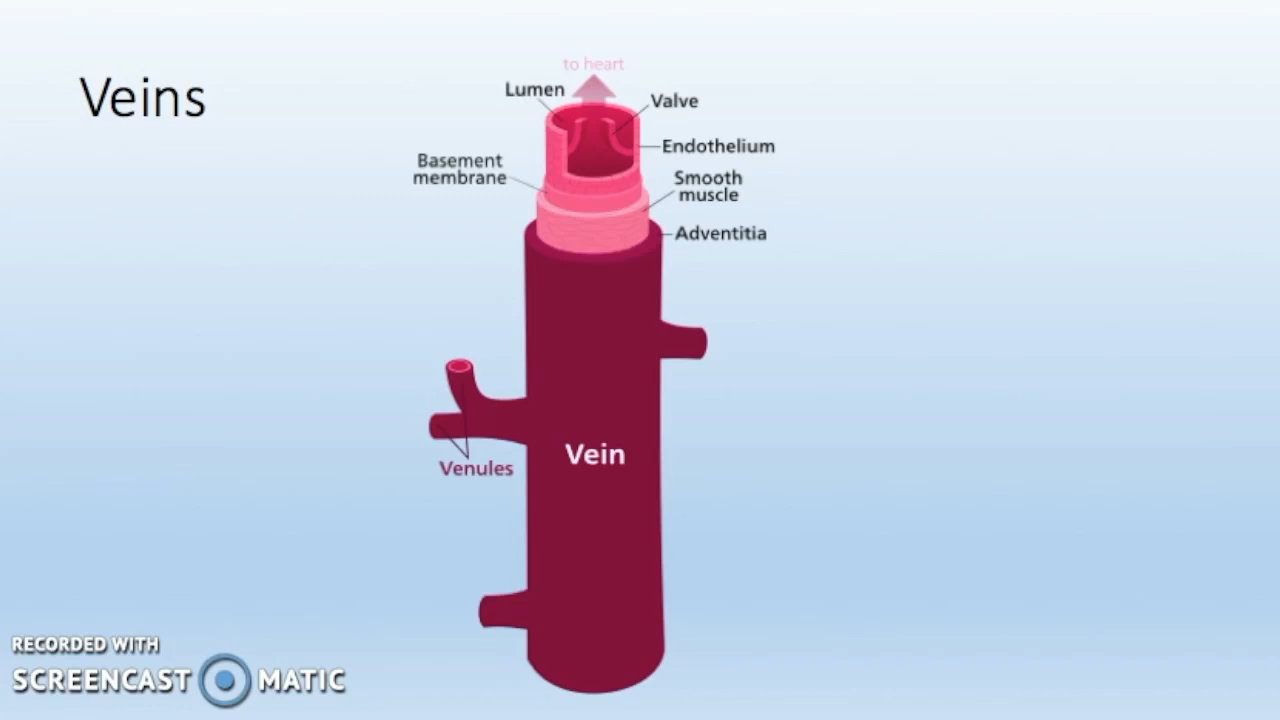 Veins
to heart
Lumen
Valve
Endothelium
Basement
membrane
Smooth
muscle
Adventitia
Vein
Venules
RECORDED WITH
SCREENCAST MATIC